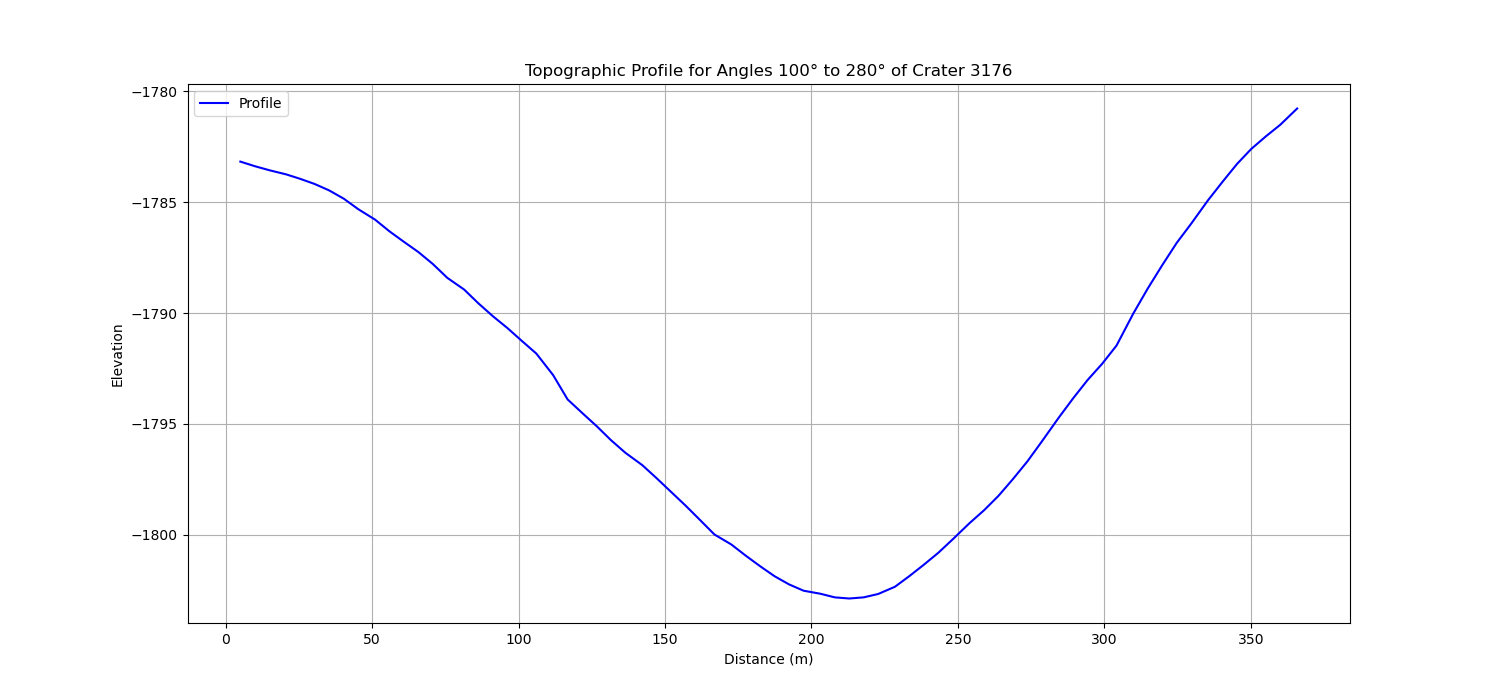 Topographic Profile for Angles 100° to 280° of Crater 3176
Profile
Elevation
−1780
−1785
−1790
−1795
−1800
0 50 100 150 200 250 300 350
Distance (m)